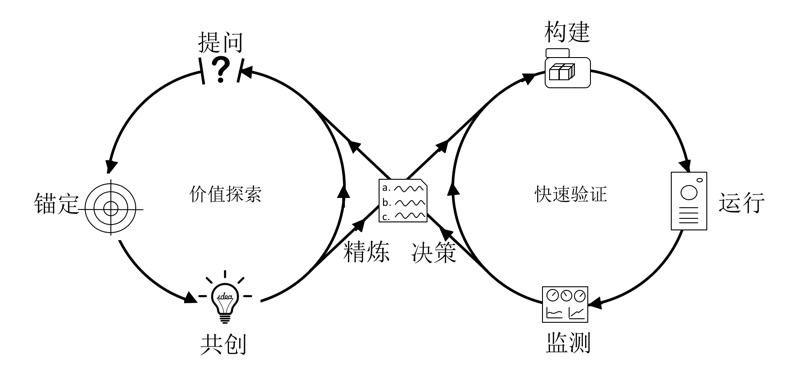 提问
?
锚定
价值探索
idea
共创
a.
b.
c.
精炼
决策
构建
快速验证
运行
监测